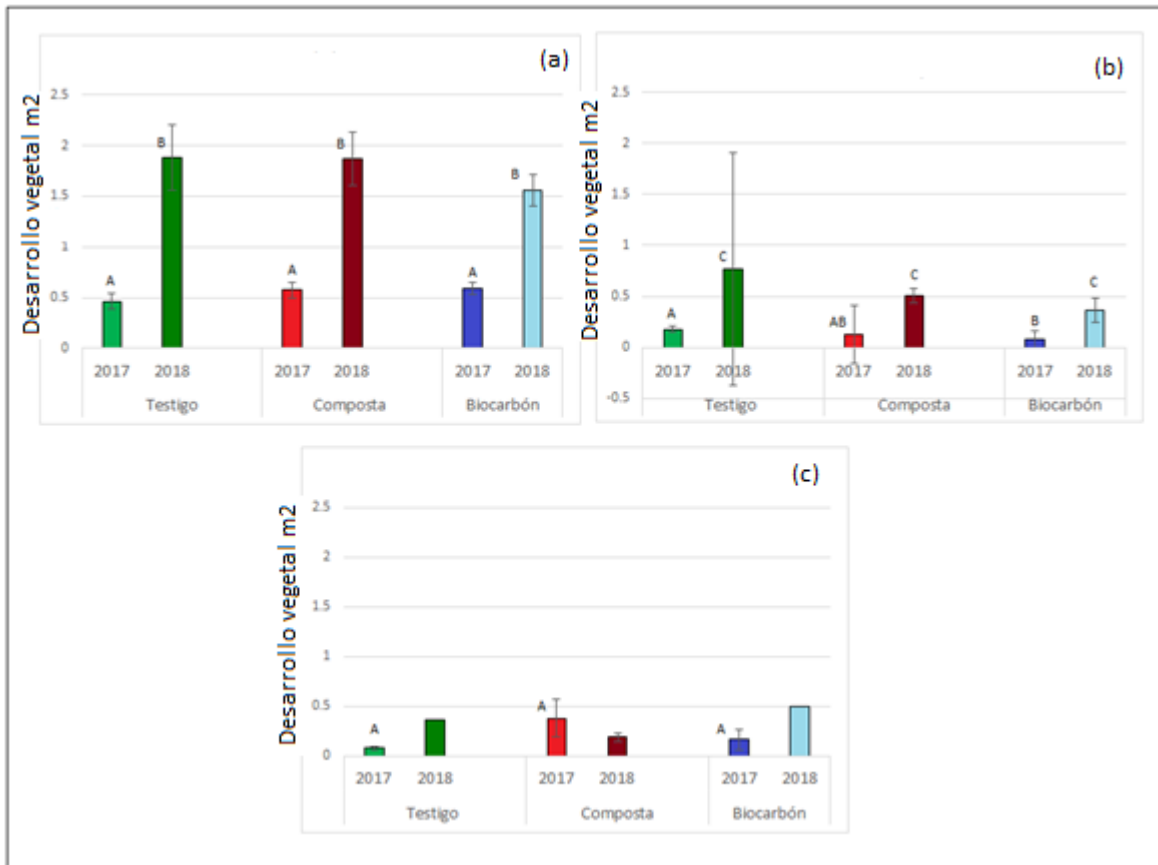 (a)
Desarrollo vegetal m2
2.5
2
1.5
1
0.5
0
A
B
A
B
A
B
2017 2018 2017 2018 2017 2018
Testigo Composta Biocarbón
(b)
Desarrollo vegetal m2
2.5
2
1.5
1
0.5
0
-0.5
A
C
AB
C
B
C
2017 2018 2017 2018 2017 2018
Testigo Composta Biocarbón
(c)
Desarrollo vegetal m2
2.5
2
1.5
1
0.5
0
A
A
A
2017 2018 2017 2018 2017 2018
Testigo Composta Biocarbón